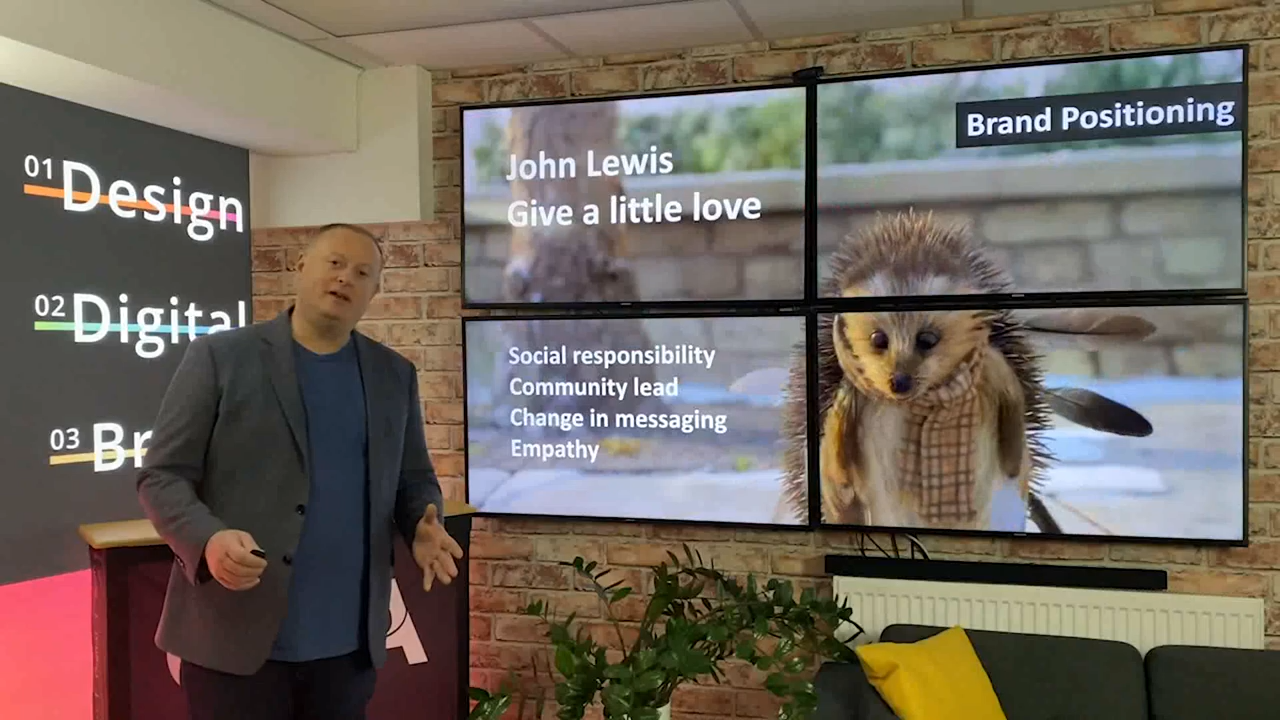 01 Design
02 Digital
03 Br
John Lewis
Give a little love
Brand Positioning
Social responsibility
Community lead
Change in messaging
Empathy